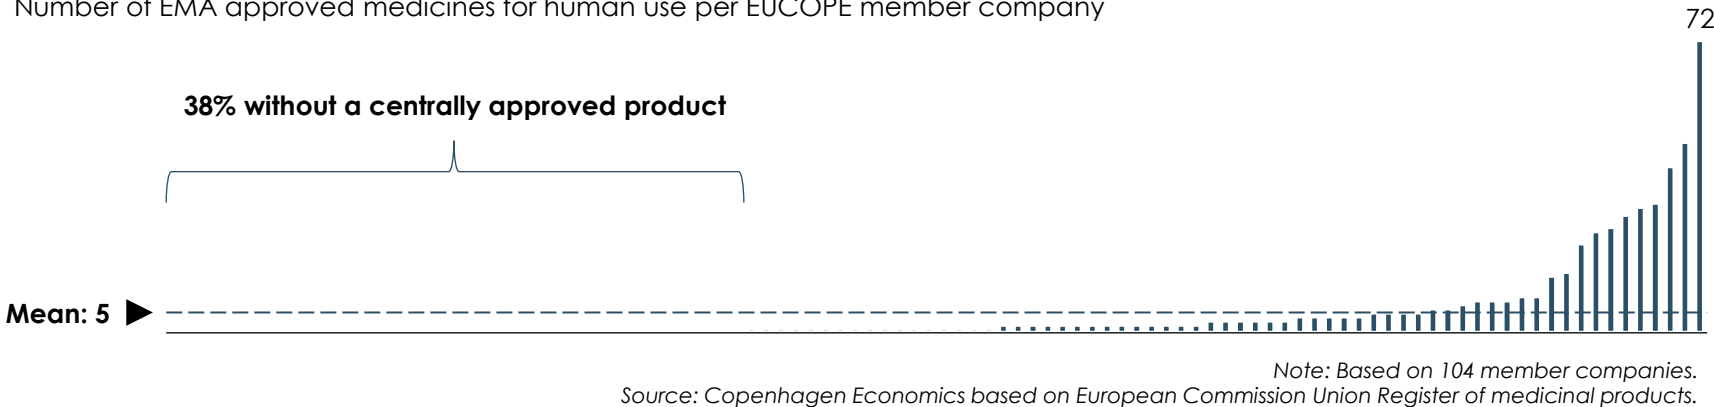 Number of EMA approved medicines for human use per EUCOPE member company
72
38% without a centrally approved product
Mean: 5
Note: Based on 104 member companies.
Source: Copenhagen Economics based on European Commission Union Register of medicinal products.